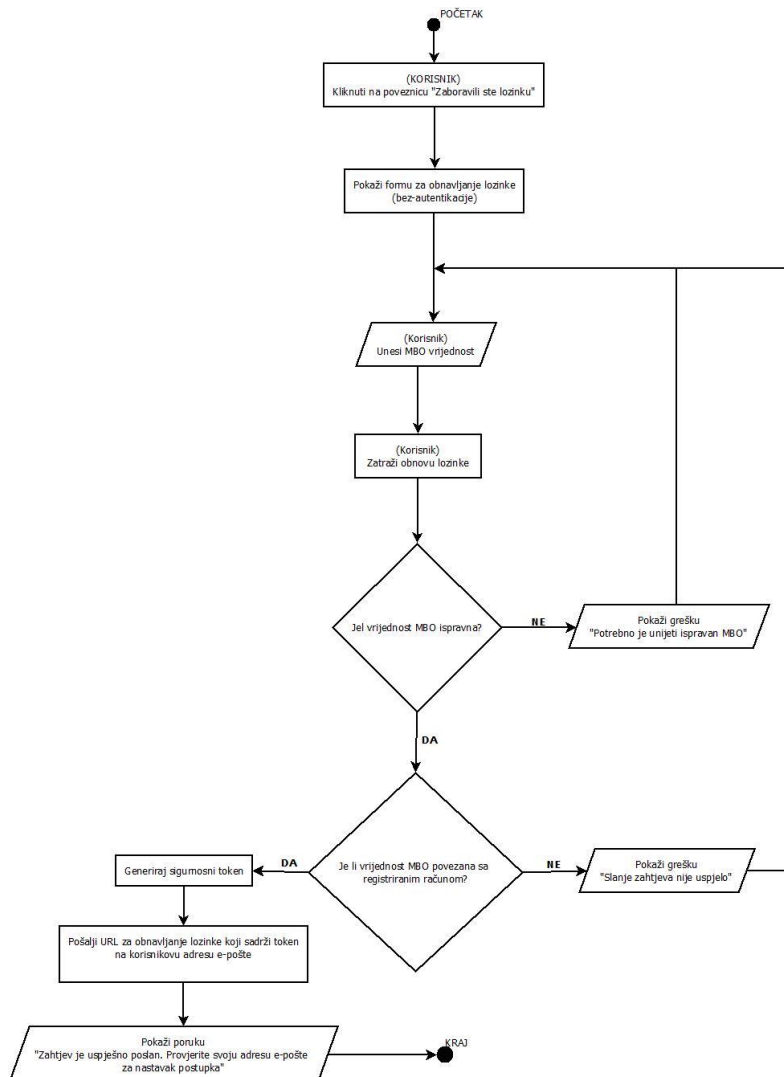 POČETAK
(KORISNIK)
Kliknuti na poveznicu "Zaboravili ste lozinku"
Pokaži formu za obnavljanje lozinke
(bez-autentikacije)
(Korisnik)
Unesi MBO vrijednost
(Korisnik)
Zatraži obnovu lozinke
Jel vrijednost MBO ispravna?
NE
Pokaži grešku
"Potrebno je unijeti ispravan MBO"
DA
Je li vrijednost MBO povezana sa
registriranim računom?
NE
Pokaži grešku
"Slanje zahtjeva nije uspjelo"
DA
Generiraj sigurnosni token
Pošalji URL za obnavljanje lozinke koji sadrži token
na korisnikovu adresu e-pošte
Pokaži poruku
"Zahtjev je uspješno poslan. Provjerite svoju adresu e-pošte
za nastavak postupka"
KRAJ